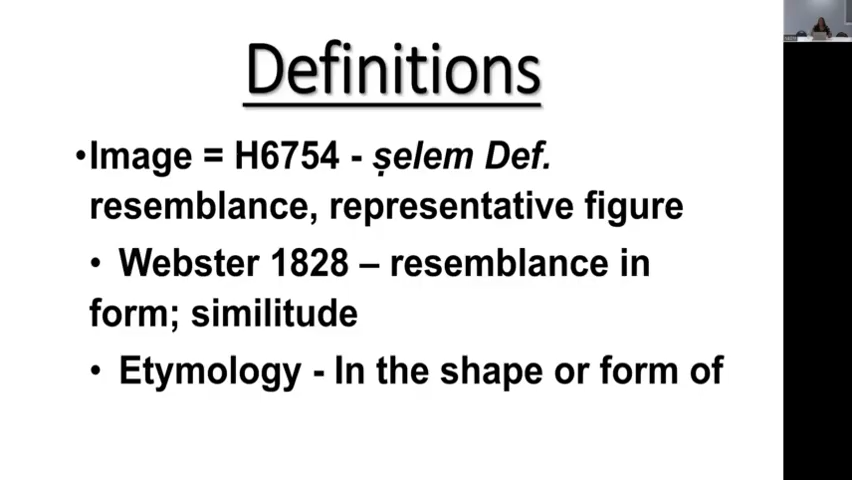 Definitions
•Image = H6754 - ṣelem Def.
resemblance, representative figure
• Webster 1828 – resemblance in
form; similitude
• Etymology - In the shape or form of